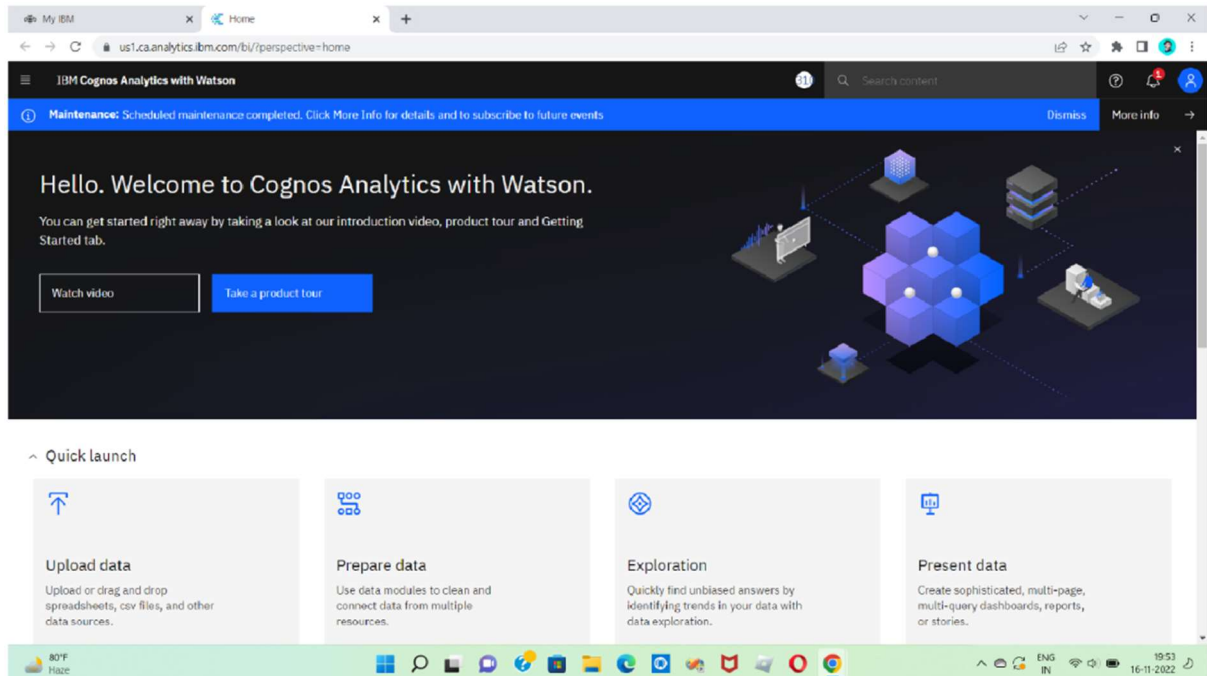 My IBM
Home
us1.ca.analytics.ibm.com/bi/?perspective=home
IBM Cognos Analytics with Watson
Search content
1
Maintenance: Scheduled maintenance completed. Click More Info for details and to subscribe to future events
Dismiss
More info
Hello. Welcome to Cognos Analytics with Watson.
You can get started right away by taking a look at our introduction video, product tour and Getting
Started tab.
Watch video
Take a product tour
Quick launch
Upload data
Upload or drag and drop
spreadsheets, csv files, and other
data sources.
Prepare data
Use data modules to clean and
connect data from multiple
resources.
Exploration
Quickly find unbiased answers by
identifying trends in your data with
data exploration.
Present data
Create sophisticated, multi-page,
multi-query dashboards, reports,
or stories.
80°F
Haze
ENG
IN
19:53
16-11-2022